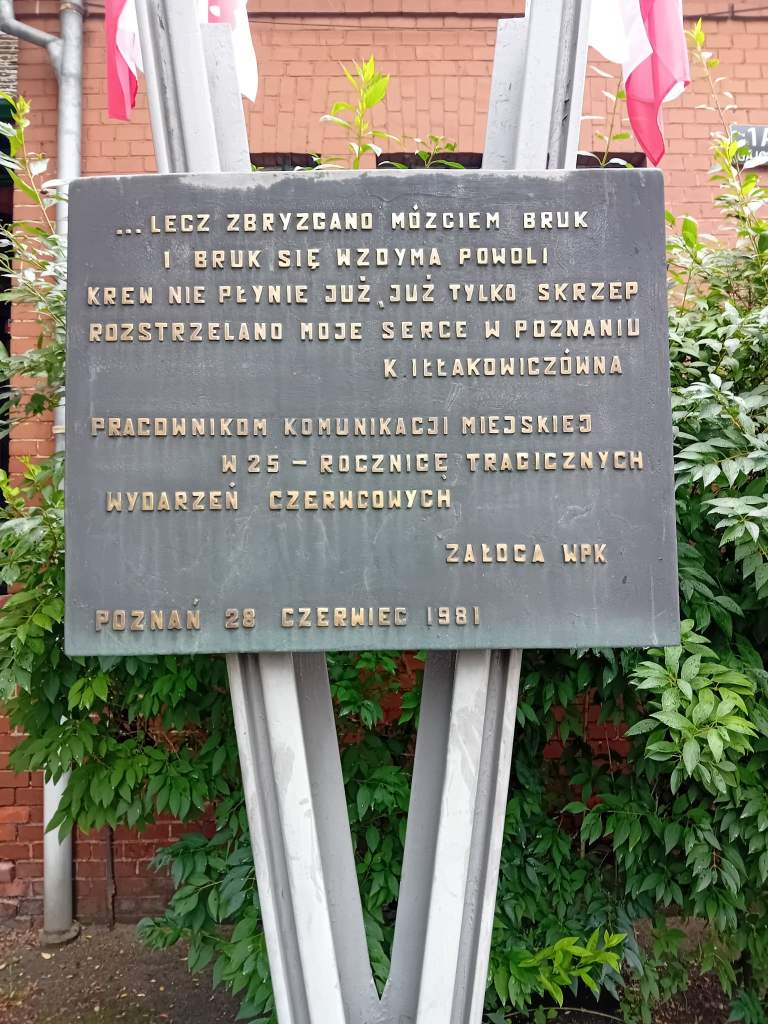 ...LECZ ZBRYZGANO MÓZGIEM BRUK
I BRUK SIĘ WZDYMA POWOLI
KREW NIE PŁYNIE JUŻ, JUŻ TYLKO SKRZEP
ROZSTRZELANO MOJE SERCE W POZNANIU
K. IŁŁAKOWICZÓWNA
PRACOWNIKOM KOMUNIKACJI MIEJSKIEJ
W 25 - ROCZNICĘ TRAGICZNYCH
WYDARZEŃ CZERWCOWYCH
ZAŁOGA WPK
POZNAŃ 28 CZERWIEC 1981